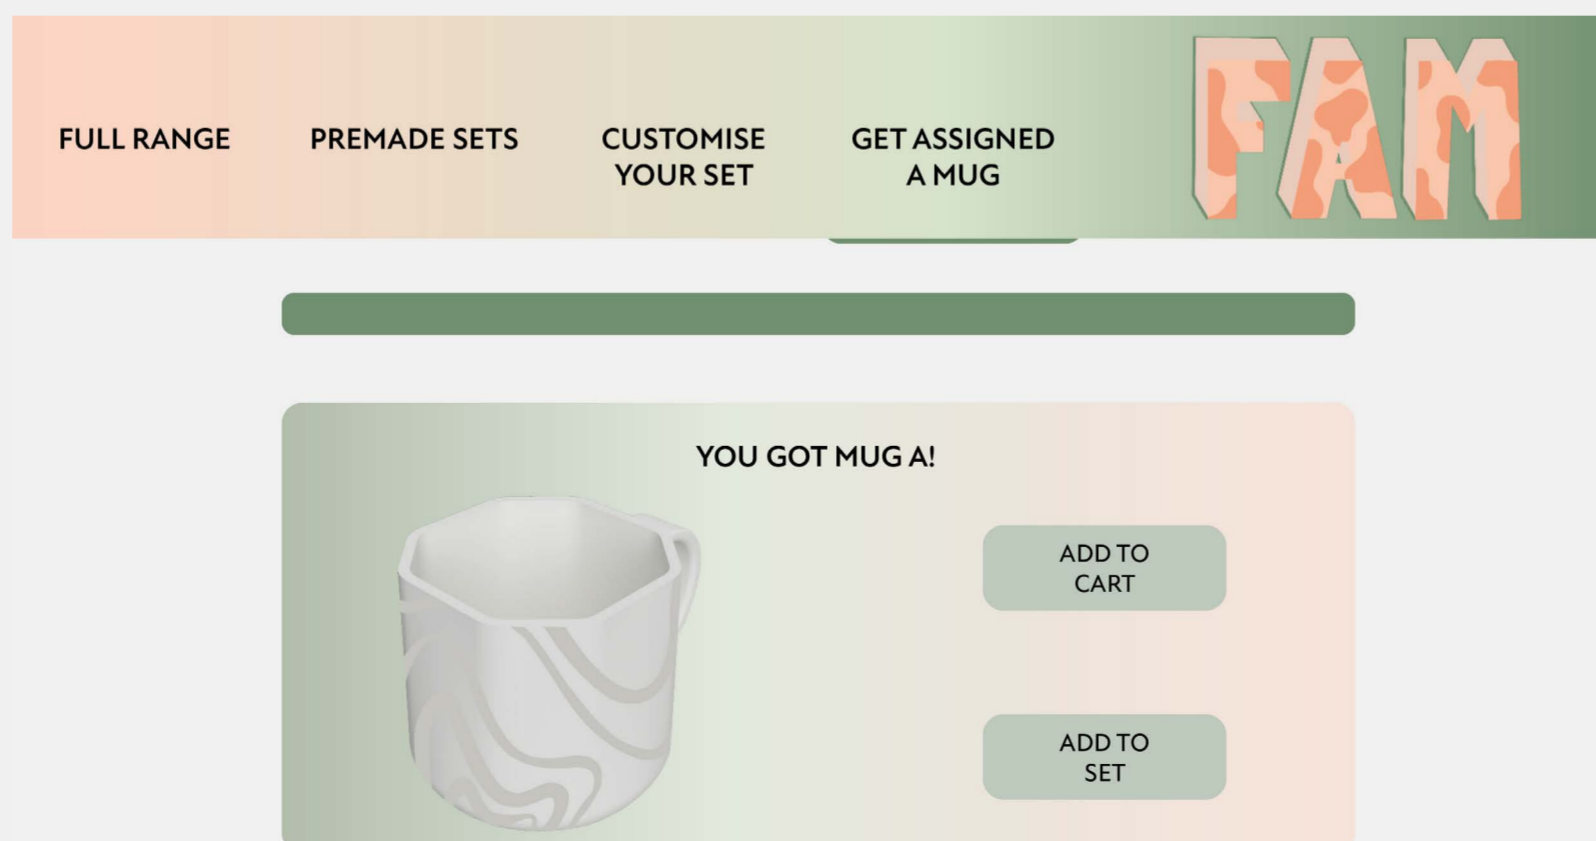 FULL RANGE
PREMADE SETS
CUSTOMISE
YOUR SET
GET ASSIGNED
A MUG
FAM
YOU GOT MUG A!
ADD TO
CART
ADD TO
SET